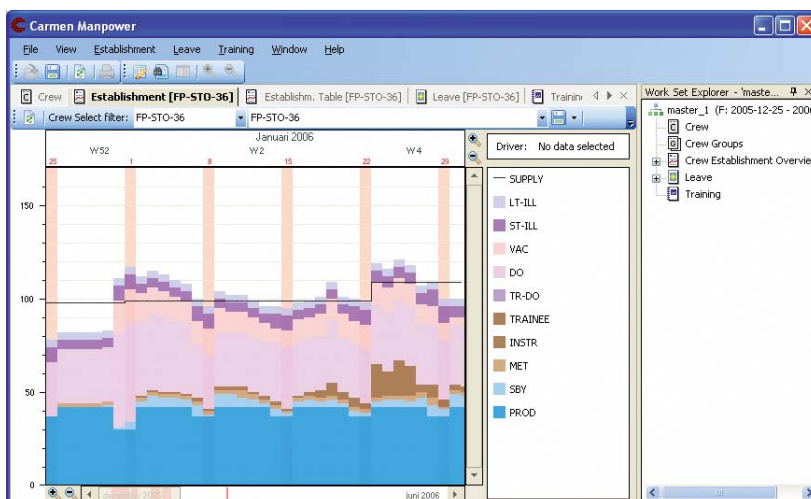 Carmen Manpower
File View Establishment Leave Training Window Help
Crew Establishment [FP-STO-36] Establishm. Table [FP-STO-36] Leave [FP-STO-36]
Crew Select filter: FP-STO-36 FP-STO-36
Januari 2006
W52 W2 W4
25 1 8 15 22 29
150
100
50
0
juni 2006
Driver: No data selected
SUPPLY
LT-ILL
ST-ILL
VAC
DO
TR-DO
TRAINEE
INSTR
MET
SBY
PROD
Work Set Explorer - 'maste...
master_1 (F: 2005-12-25 - 200
Crew
Crew Groups
Crew Establishment Overvie
Leave
Training